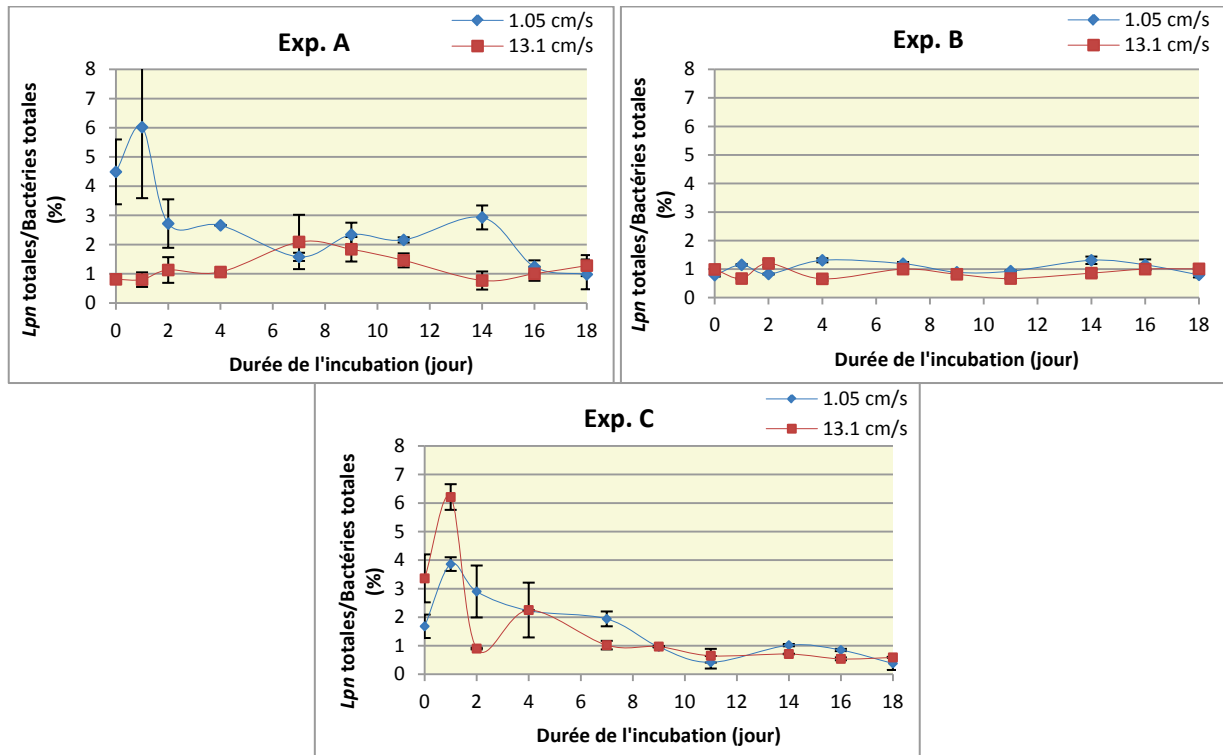 1.05 cm/s
13.1 cm/s
Exp. A
Lpn totales/Bactéries totales
(%)
8
7
6
5
4
3
2
1
0
0 2 4 6 8 10 12 14 16 18
Durée de l'incubation (jour)
1.05 cm/s
13.1 cm/s
Exp. B
Lpn totales/Bactéries totales
(%)
8
7
6
5
4
3
2
1
0
0 2 4 6 8 10 12 14 16 18
Durée de l'incubation (jour)
1.05 cm/s
13.1 cm/s
Exp. C
Lpn totales/Bactéries totales
(%)
8
7
6
5
4
3
2
1
0
0 2 4 6 8 10 12 14 16 18
Durée de l'incubation (jour)